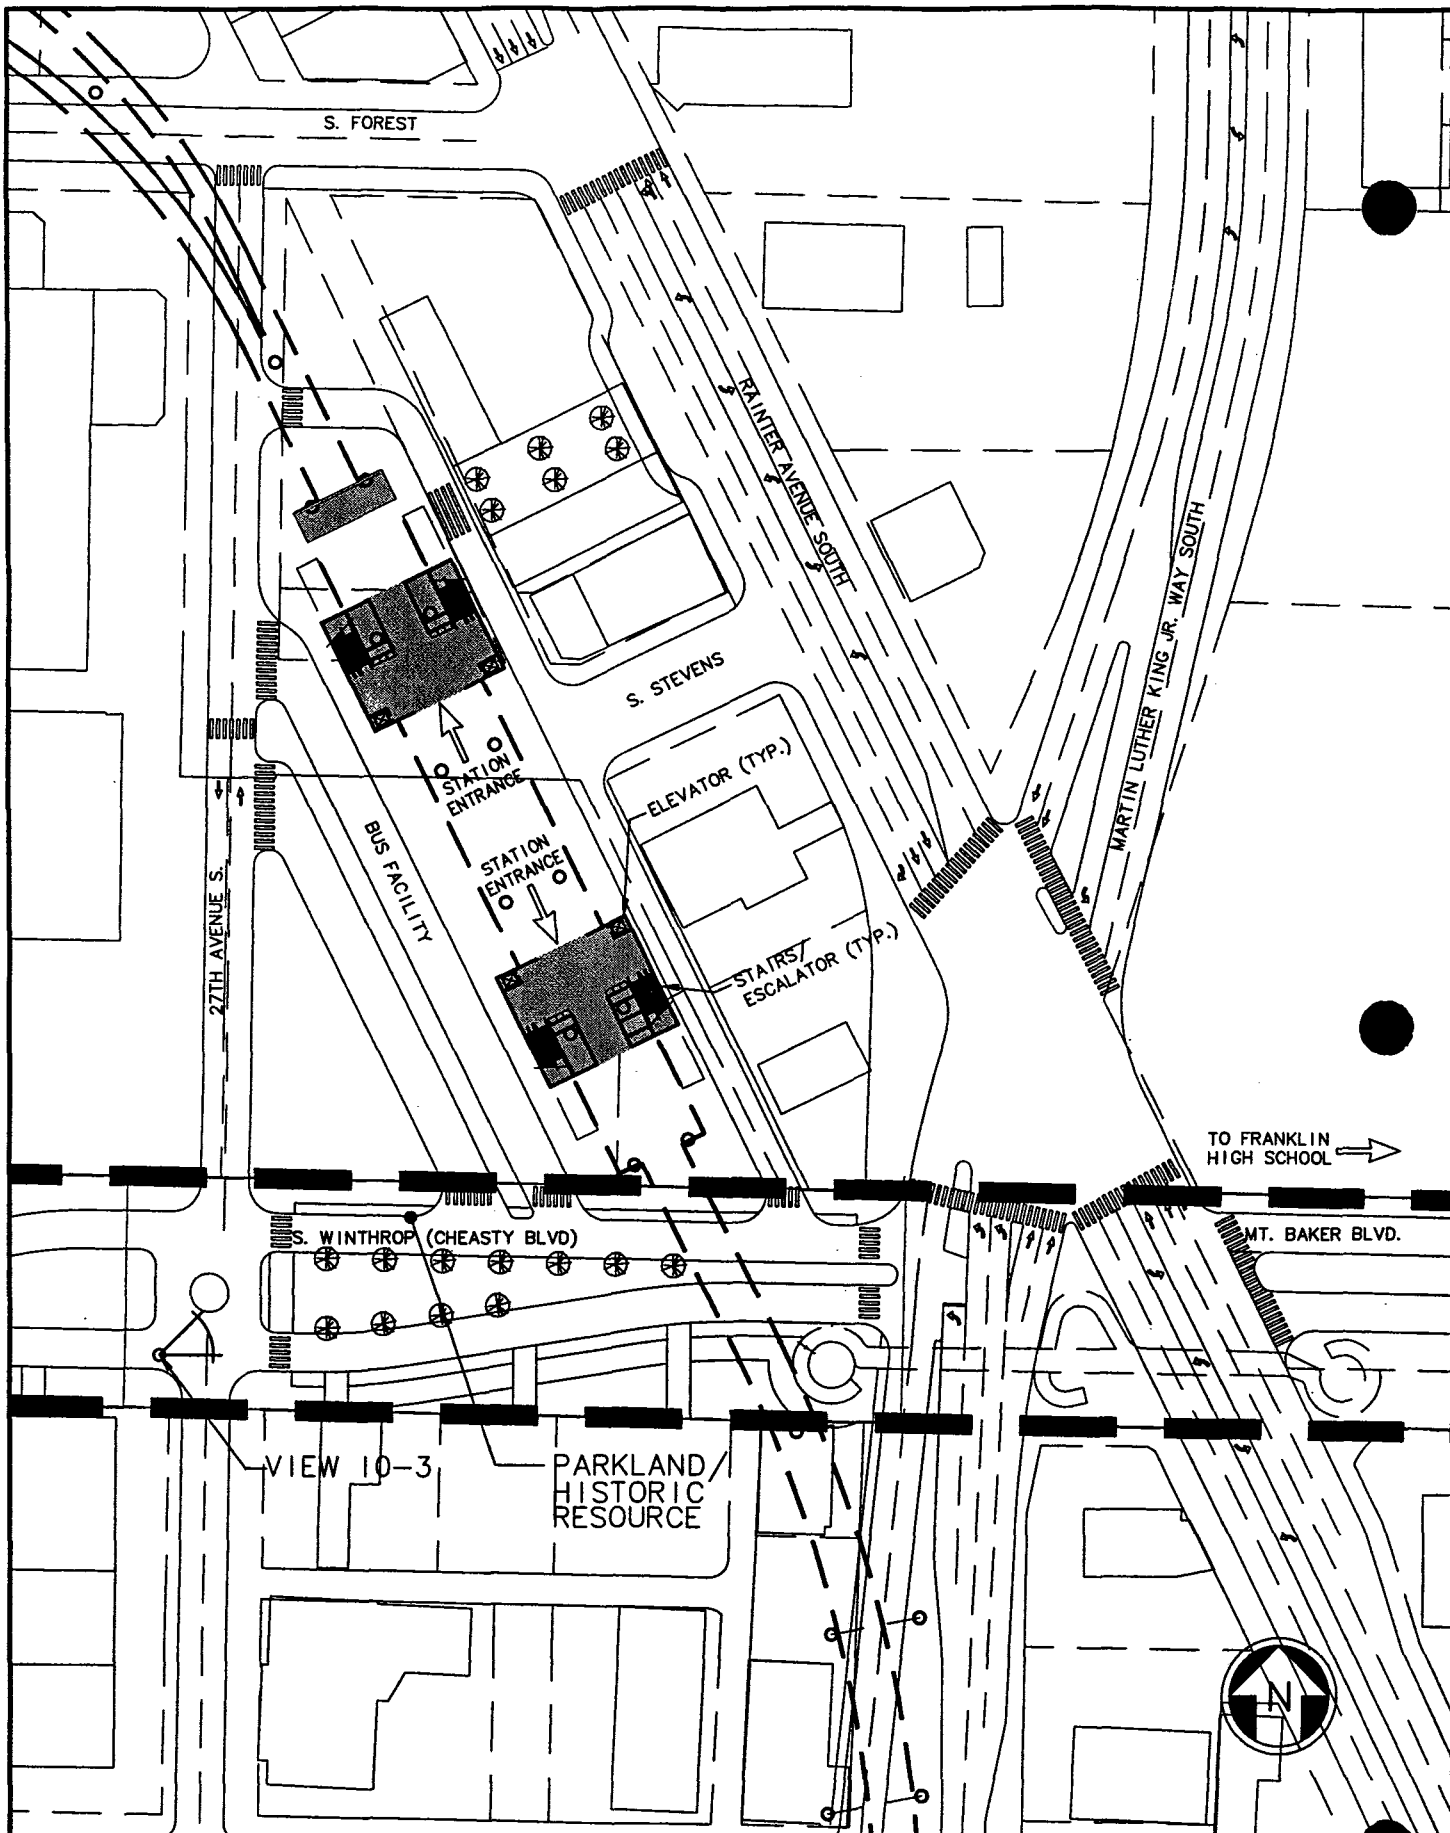 S. FOREST
RAINIER AVENUE SOUTH
MARTIN LUTHER KING JR. WAY SOUTH
S. STEVENS
STATION
ENTRANCE
ELEVATOR (TYP.)
BUS FACILITY
STATION
ENTRANCE
27TH AVENUE S.
STAIRS/
ESCALATOR (TYP.)
TO FRANKLIN
HIGH SCHOOL
S. WINTHROP (CHEASTY BLVD)
MT. BAKER BLVD.
VIEW 10-3
PARKLAND/
HISTORIC
RESOURCE
N